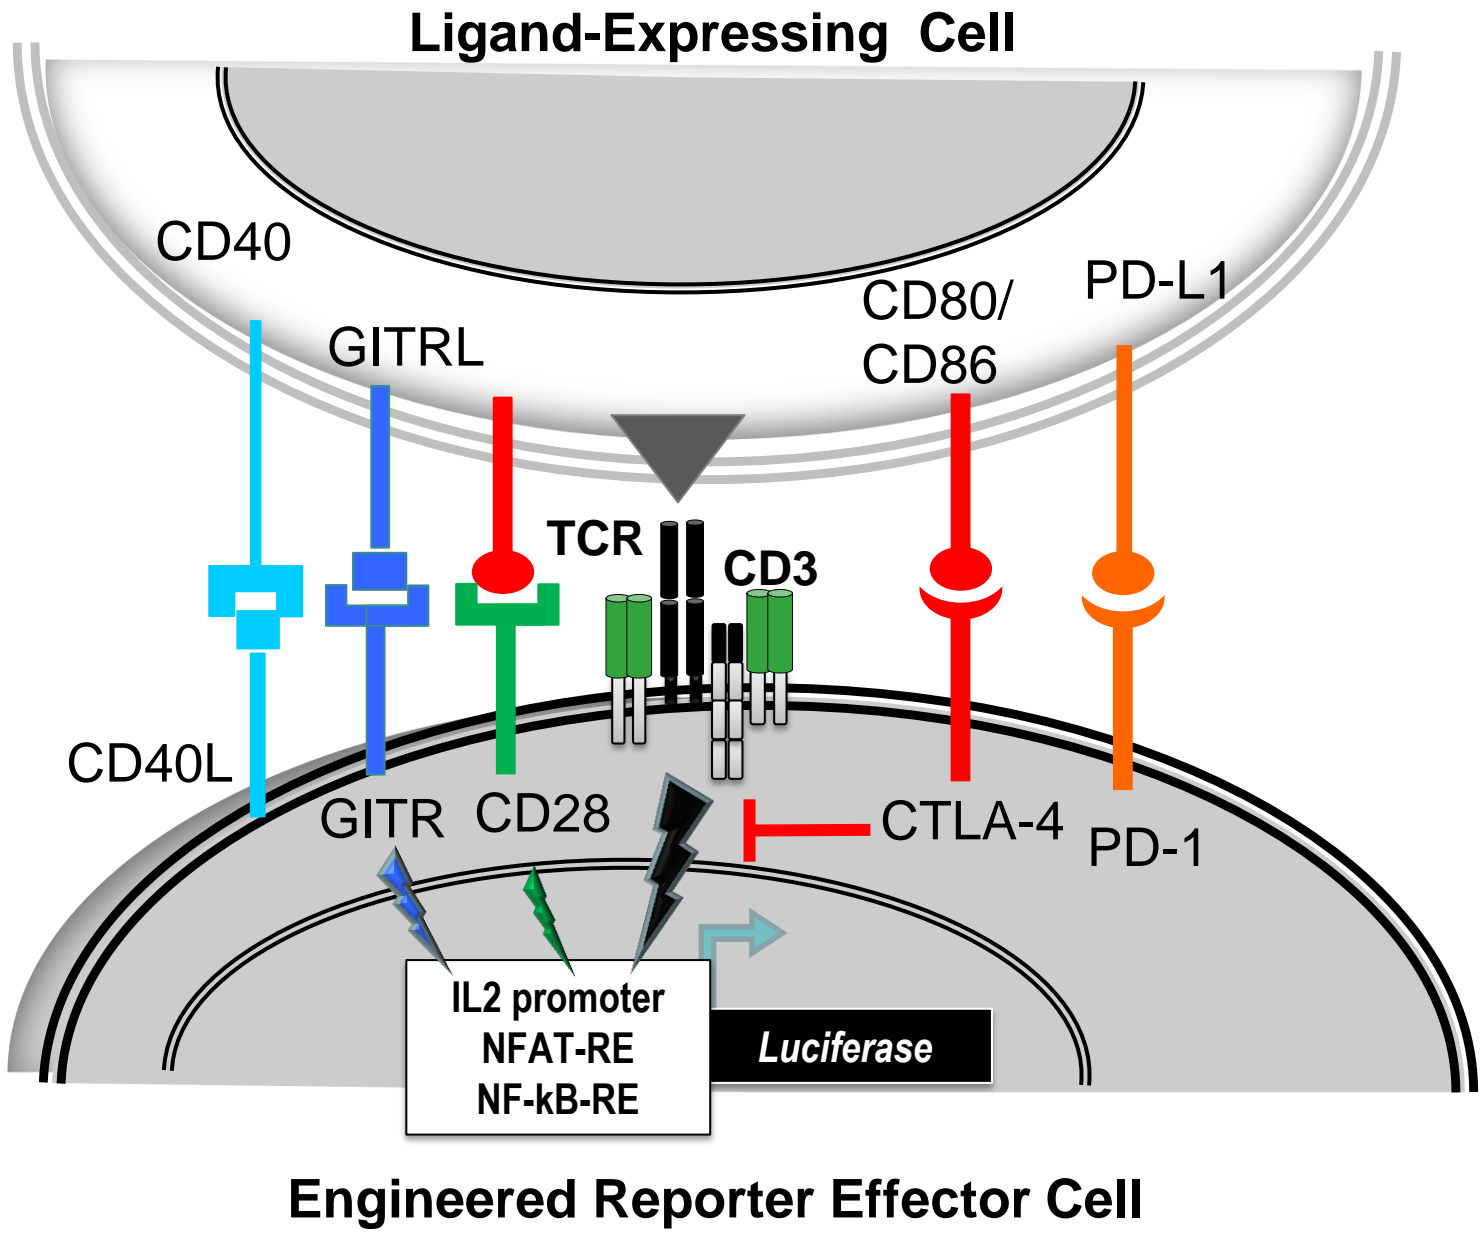 Ligand-Expressing Cell
CD40
GITRL
CD80/
CD86
PD-L1
TCR
CD3
CD40L
GITR
CD28
CTLA-4
PD-1
IL2 promoter
NFAT-RE
NF-kB-RE
Luciferase
Engineered Reporter Effector Cell